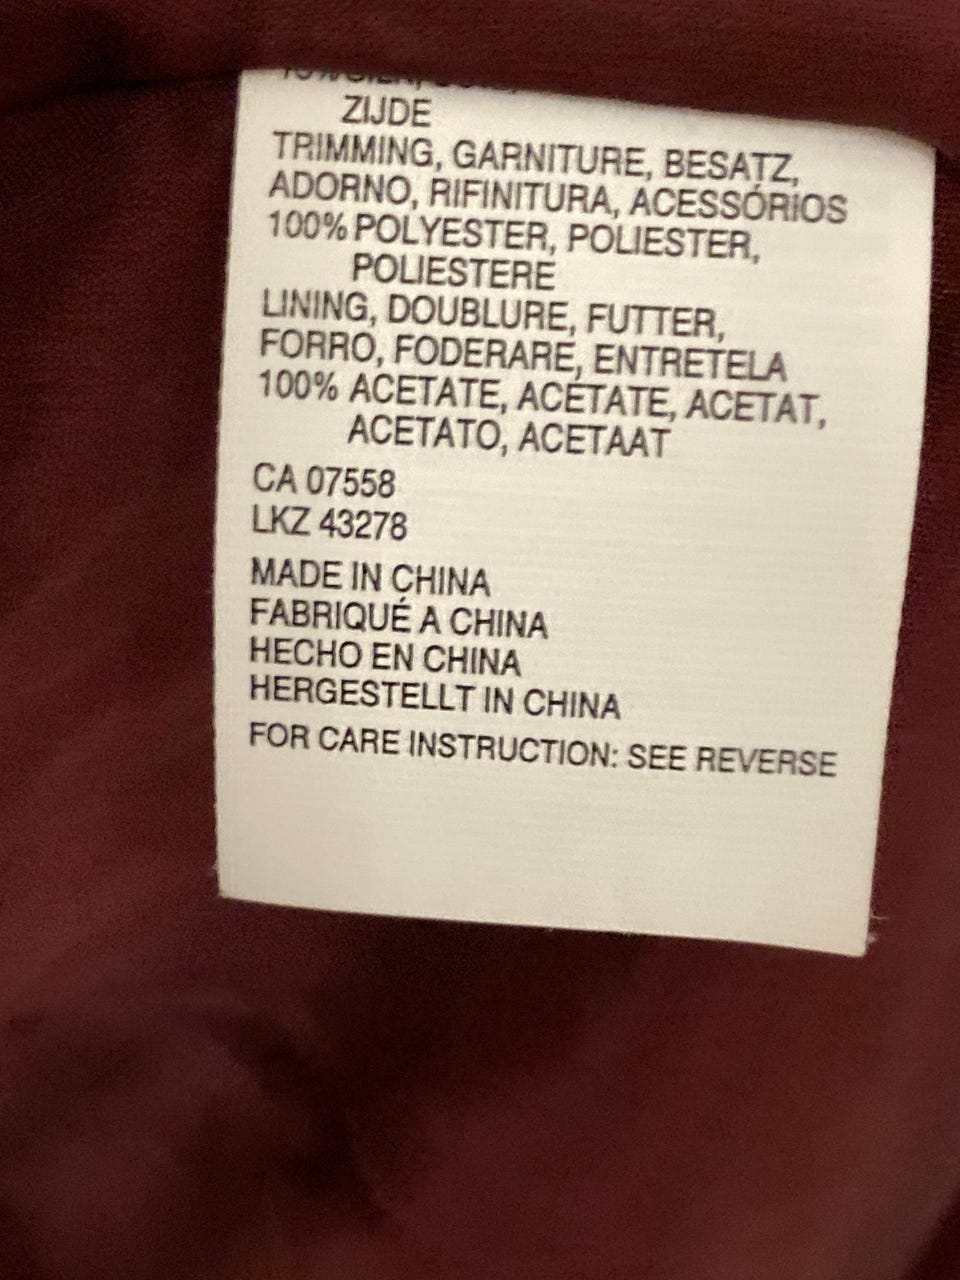 ZIJDE
TRIMMING, GARNITURE, BESATZ,
ADORNO, RIFINITURA, ACESSÓRIOS
100% POLYESTER, POLIESTER,
POLIESTERE
LINING, DOUBLURE, FUTTER,
FORRO, FODERARE, ENTRETELA
100% ACETATE, ACÉTATE, ACETAT,
ACETATO, ACETAAT
CA 07558
LKZ 43278
MADE IN CHINA
FABRIQUÉ A CHINA
HECHO EN CHINA
HERGESTELLT IN CHINA
FOR CARE INSTRUCTION: SEE REVERSE